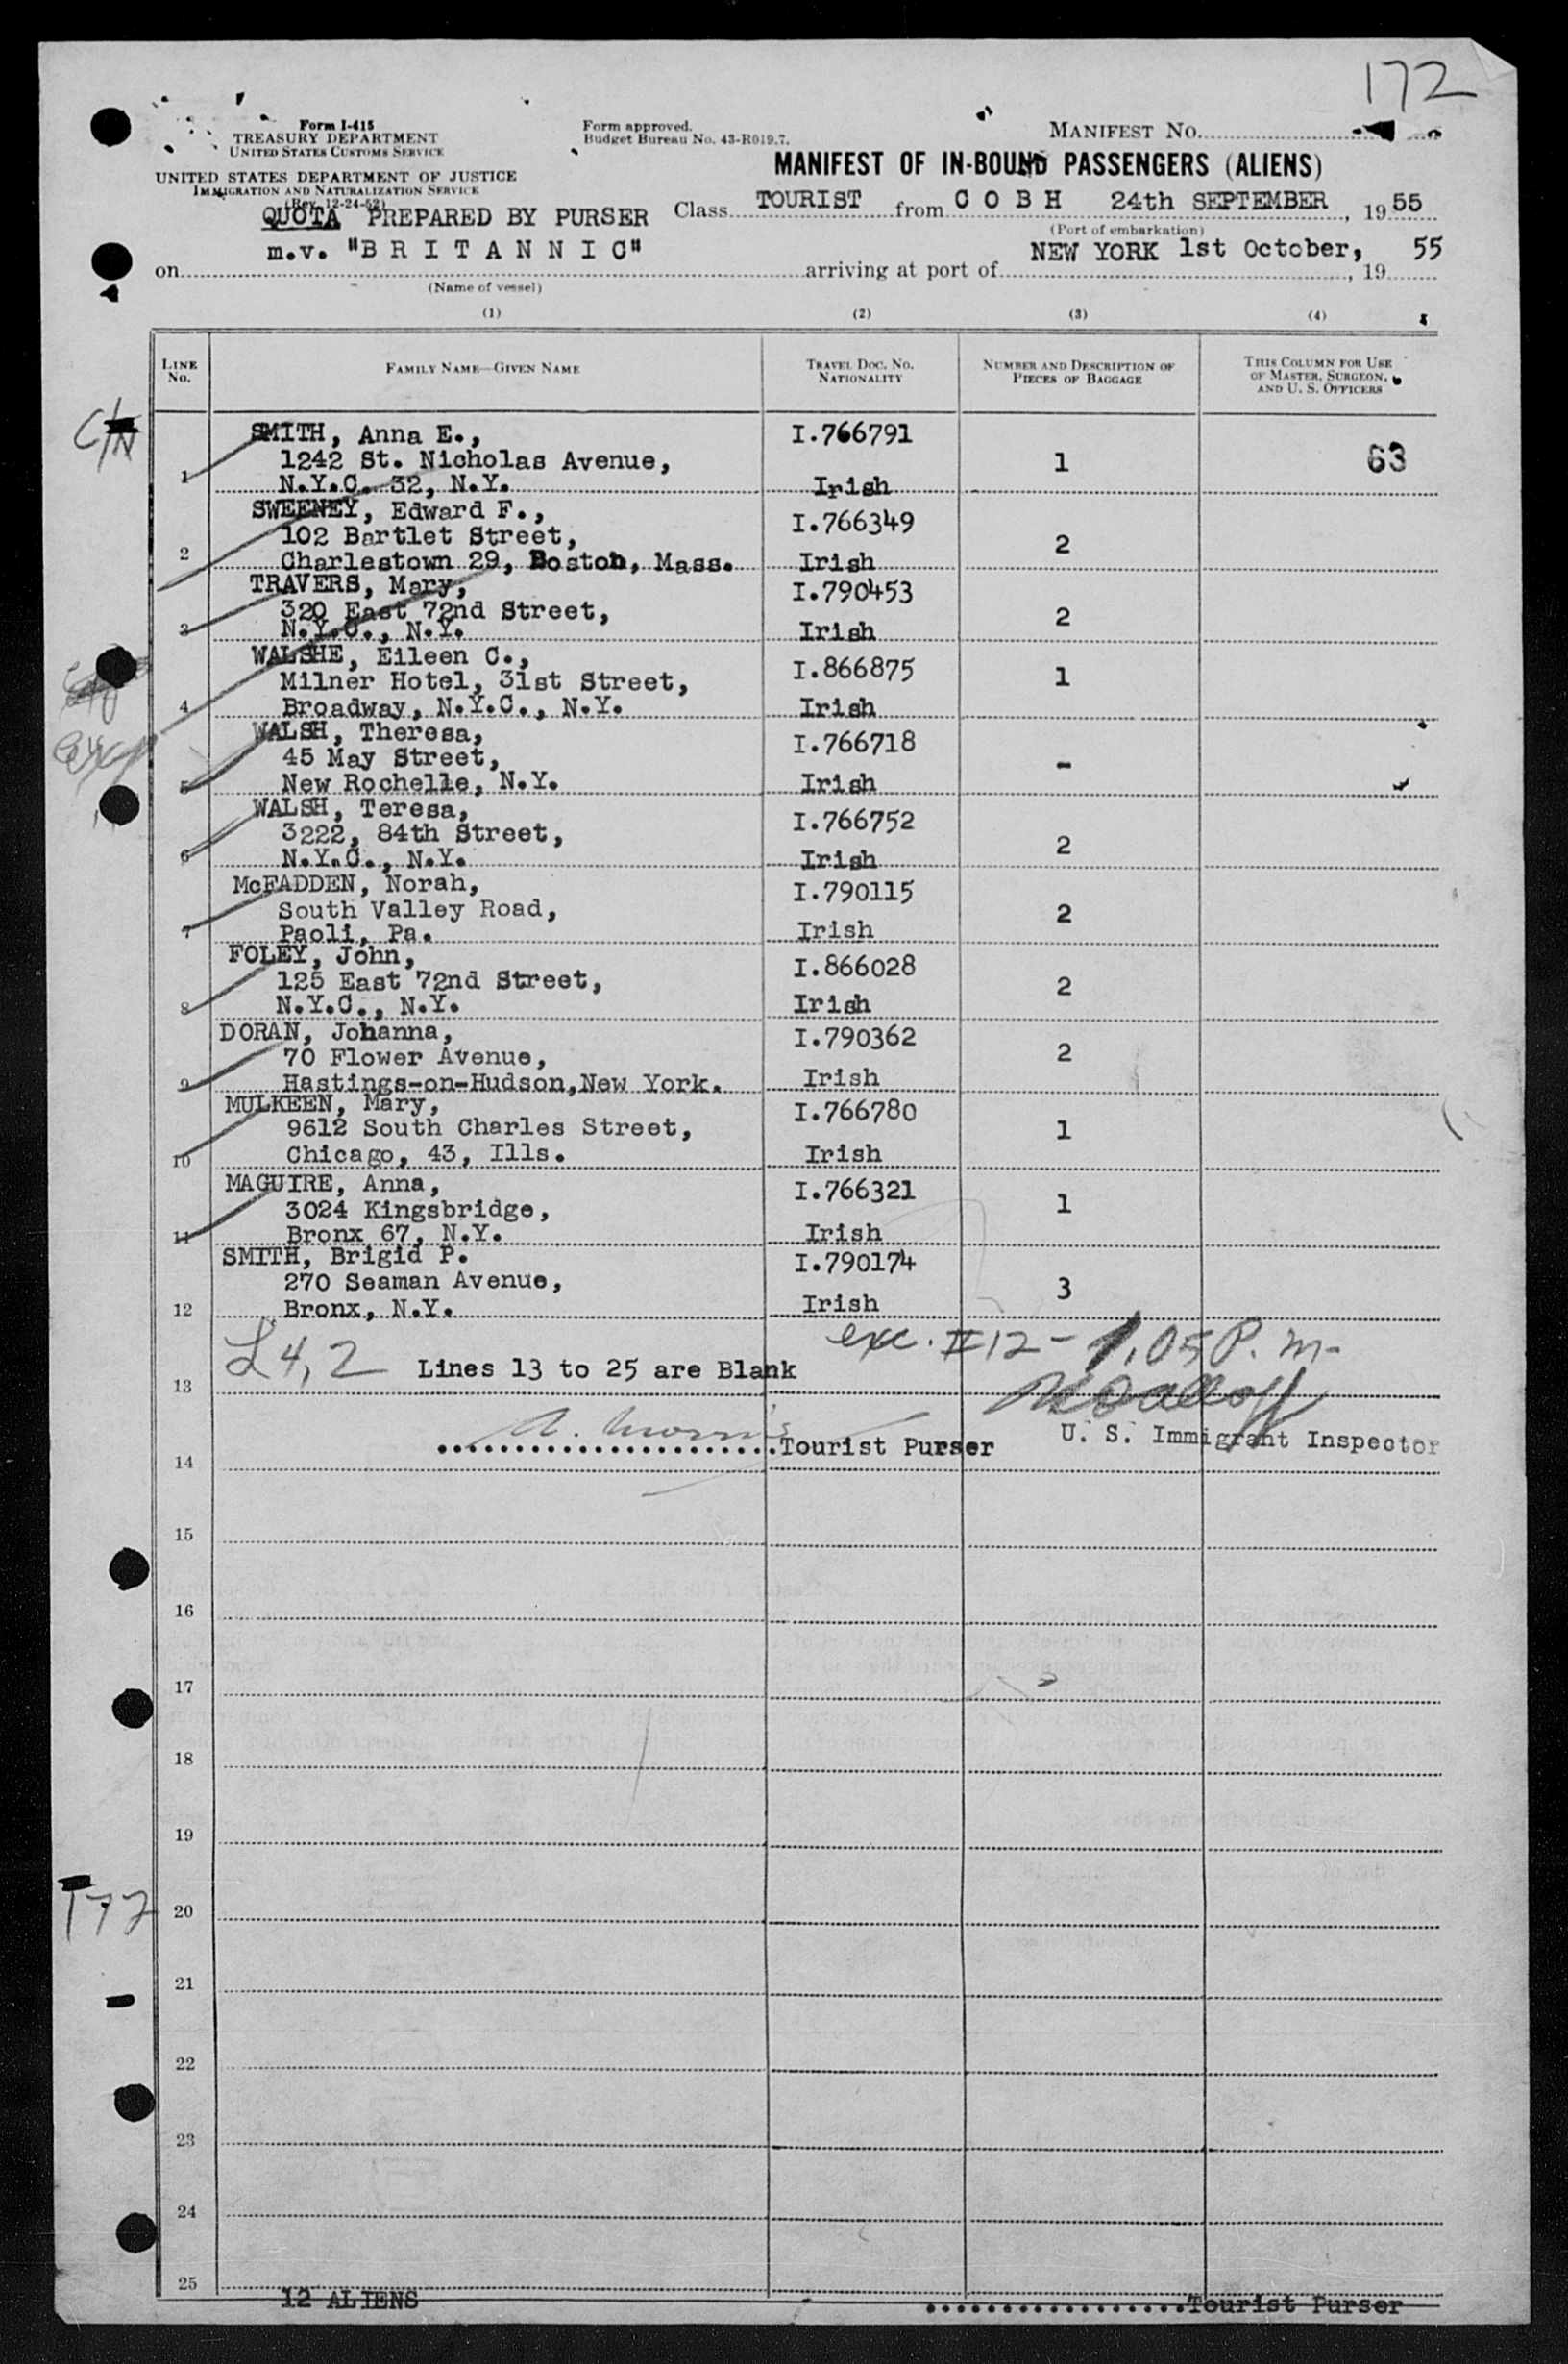 172
Form I-415
TREASURY DEPARTMENT
UNITED STATES CUSTOMS SERVICE
UNITED STATES DEPARTMENT OF JUSTICE
IMMIGRATION AND NATURALIZATION SERVICE
(Rev. 12-24-52)
Form approved.
Budget Bureau No. 43-R019.7.
MANIFEST NO.
MANIFEST OF IN-BOUND PASSENGERS (ALIENS)
QUOTA PREPARED BY PURSER Class TOURIST from C O B H 24th SEPTEMBER, 1955
(Port of embarkation)
on m.v. "B R I T A N N I C" arriving at port of NEW YORK 1st October, 1955
(Name of vessel)
(1) (2) (3) (4)
LINE No. FAMILY NAME—GIVEN NAME TRAVEL DOC. NO. NATIONALITY NUMBER AND DESCRIPTION OF PIECES OF BAGGAGE THIS COLUMN FOR USE OF MASTER, SURGEON, AND U. S. OFFICERS
SMITH, Anna E., I.766791
1242 St. Nicholas Avenue, 1 63
1 N.Y.C. 32, N.Y. Irish
SWEENEY, Edward F., I.766349
102 Bartlet Street, 2
2 Charlestown 29, Boston, Mass. Irish
TRAVERS, Mary, I.790453
320 East 72nd Street, 2
3 N.Y.C., N.Y. Irish
WALSHE, Eileen C., I.866875
Milner Hotel, 31st Street, 1
4 Broadway, N.Y.C., N.Y. Irish
WALSH, Theresa, I.766718
45 May Street, -
5 New Rochelle, N.Y. Irish
WALSH, Teresa, I.766752
3222, 84th Street, 2
6 N.Y.C., N.Y. Irish
McFADDEN, Norah, I.790115
South Valley Road, 2
7 Paoli, Pa. Irish
FOLEY, John, I.866028
125 East 72nd Street, 2
8 N.Y.C., N.Y. Irish
DORAN, Johanna, I.790362
70 Flower Avenue, 2
9 Hastings-on-Hudson,New York. Irish
MULKEEN, Mary, I.766780
9612 South Charles Street, 1
10 Chicago, 43, Ills. Irish
MAGUIRE, Anna, I.766321
3024 Kingsbridge, 1
11 Bronx 67, N.Y. Irish
SMITH, Brigid P. I.790174
270 Seaman Avenue, 3
12 Bronx, N.Y. Irish
exc. II 12 - 1.05 P. m.
L 4, 2 Lines 13 to 25 are Blank
13
Tourist Purser U. S. Immigrant Inspector
14
15
16
17
18
19
20
21
22
23
24
25
12 ALIENS Tourist Purser